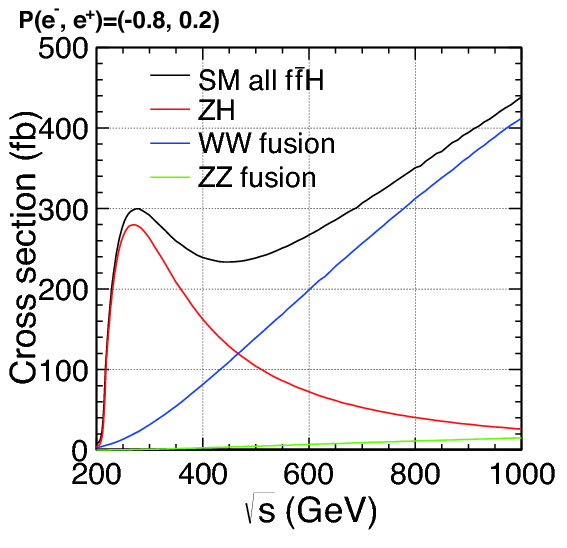 P(e⁻, e⁺)=(-0.8, 0.2)
500
400
300
200
100
0
Cross section (fb)
SM all ff̄H
ZH
WW fusion
ZZ fusion
200 400 600 800 1000
√s (GeV)